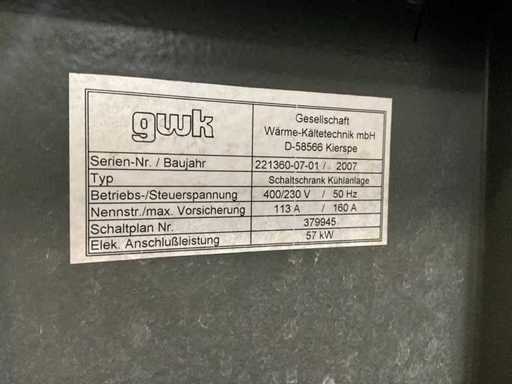 gwk
Gesellschaft
Wärme-Kältetechnik mbH
D-58566 Kierspe
Serien-Nr. / Baujahr 221360-07-01 / 2007
Typ Schaltschrank Kühlanlage
Betriebs-/Steuerspannung 400/230 V / 50 Hz
Nennstr./max. Vorsicherung 113 A / 160 A
Schaltplan Nr. 379945
Elek. Anschlußleistung 57 kW